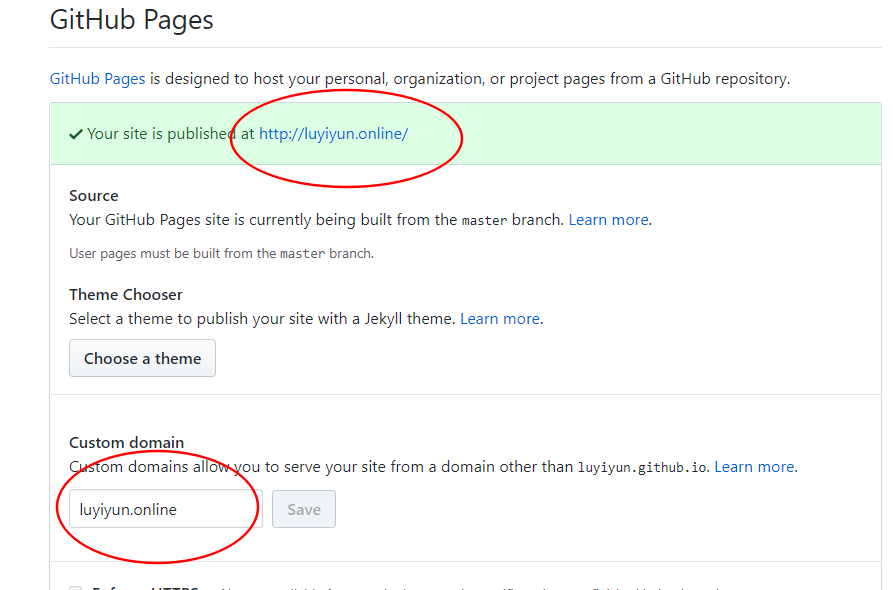 GitHub Pages
GitHub Pages is designed to host your personal, organization, or project pages from a GitHub repository.
Your site is published at http://luyiyun.online/
Source
Your GitHub Pages site is currently being built from the master branch. Learn more.
User pages must be built from the master branch.
Theme Chooser
Select a theme to publish your site with a Jekyll theme. Learn more.
Choose a theme
Custom domain
Custom domains allow you to serve your site from a domain other than luyiyun.github.io. Learn more.
luyiyun.online Save